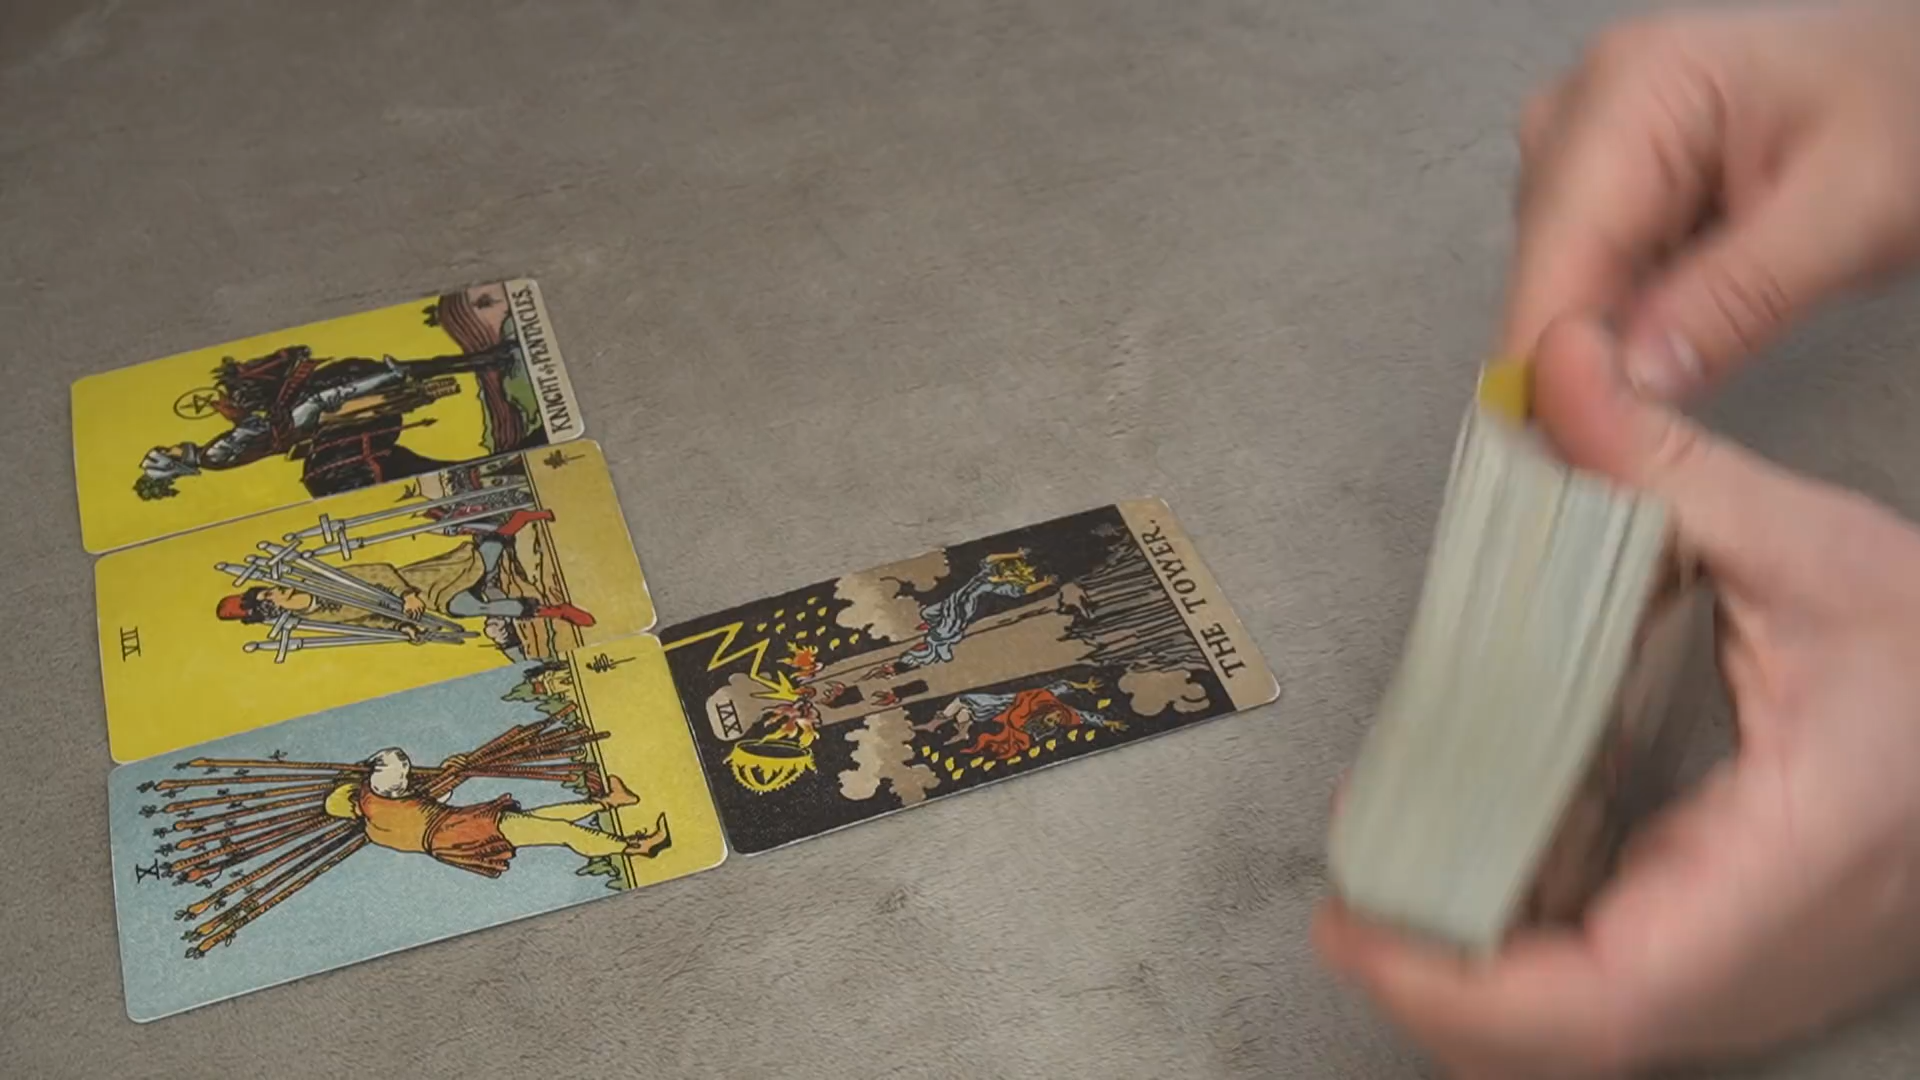 KNIGHT of PENTACLES.
VII
X
XVI
THE TOWER.